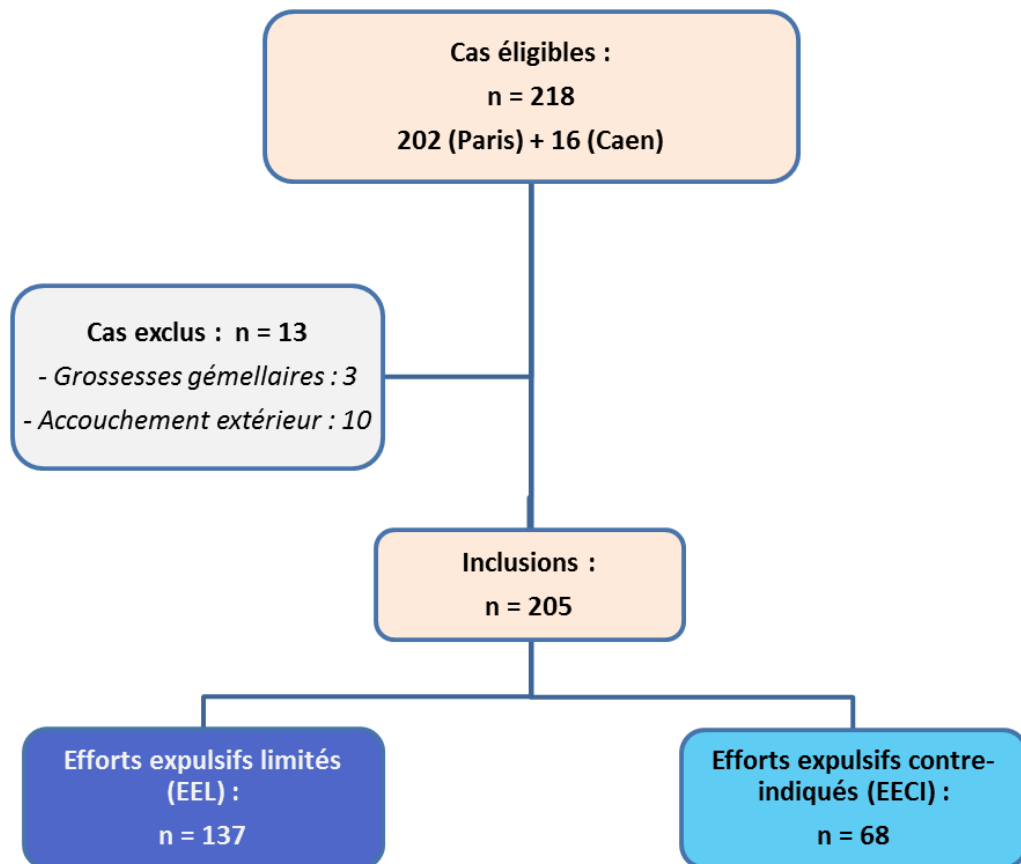 Cas éligibles :
n = 218
202 (Paris) + 16 (Caen)
Cas exclus : n = 13
- Grossesses gémellaires : 3
- Accouchement extérieur : 10
Inclusions :
n = 205
Efforts expulsifs limités
(EEL) :
n = 137
Efforts expulsifs contre-
indiqués (EECI) :
n = 68